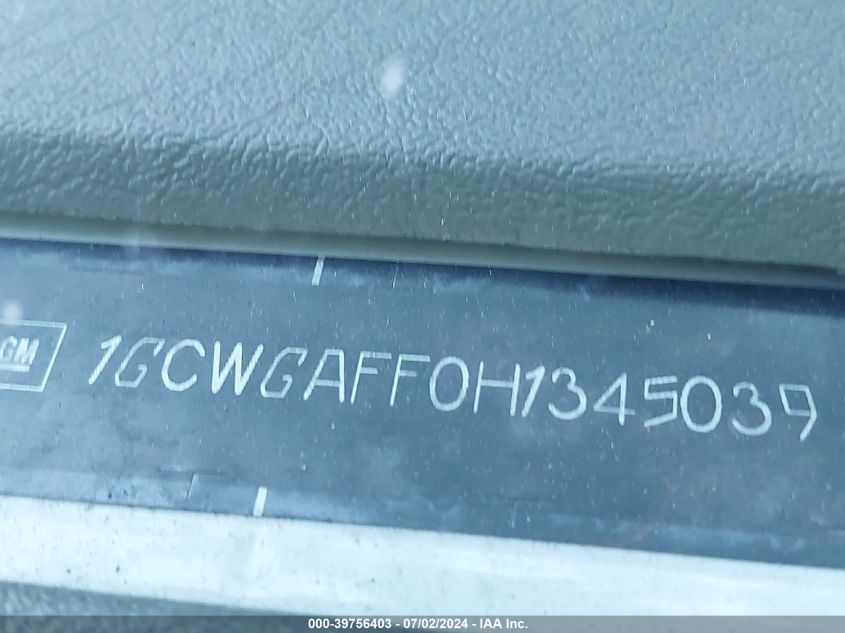 GM 1GCWGAFF0H1345039
000-39756403 - 07/02/2024 - IAA Inc.